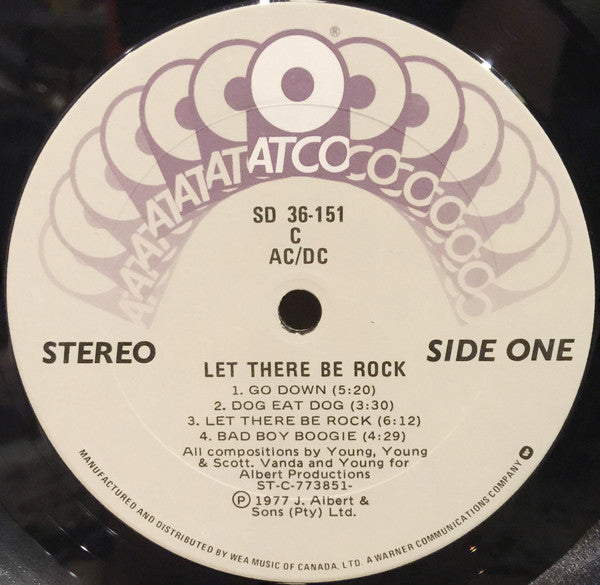 ®
ATCO
SD 36-151
C
AC/DC
STEREO
SIDE ONE
LET THERE BE ROCK
1. GO DOWN (5:20)
2. DOG EAT DOG (3:30)
3. LET THERE BE ROCK (6:12)
4. BAD BOY BOOGIE (4:29)
All compositions by Young, Young
& Scott. Vanda and Young for
Albert Productions
ST-C-773851-
Ⓟ 1977 J. Albert &
Sons (Pty) Ltd.
MANUFACTURED AND DISTRIBUTED BY WEA MUSIC OF CANADA, LTD. A WARNER COMMUNICATIONS COMPANY